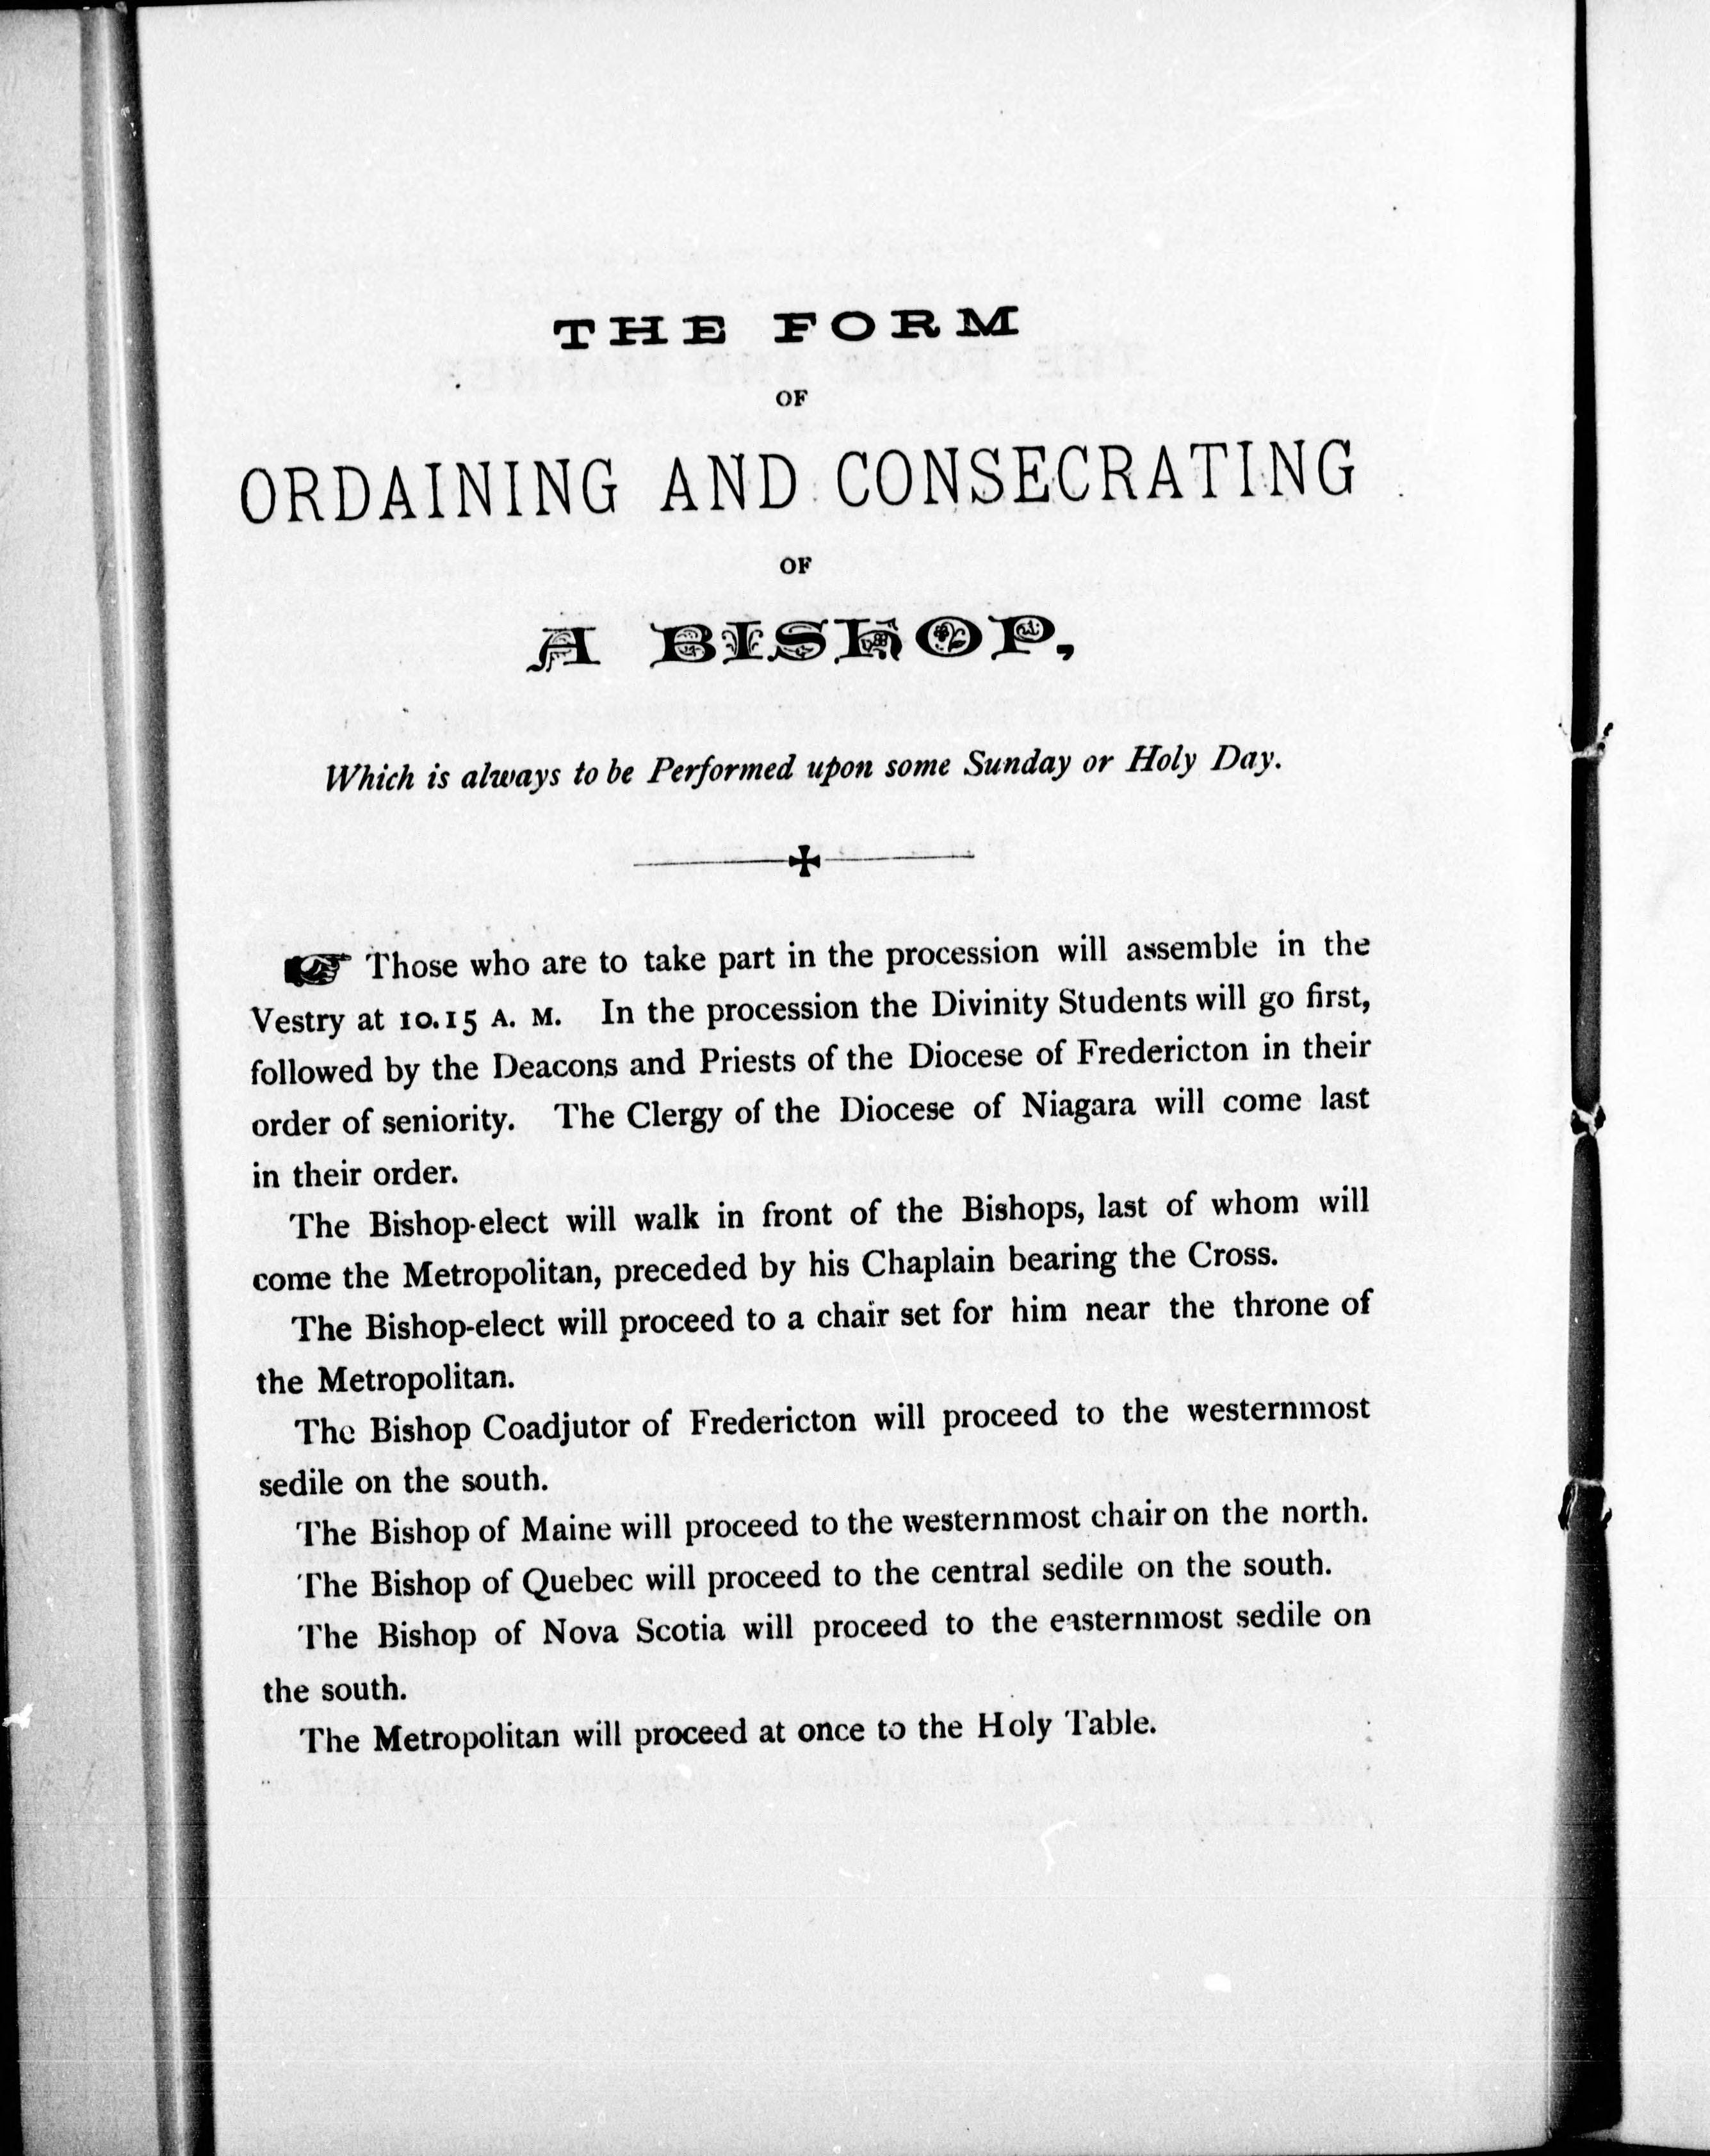 THE FORM
OF
ORDAINING AND CONSECRATING
OF
A BISHOP,
Which is always to be Performed upon some Sunday or Holy Day.
☞ Those who are to take part in the procession will assemble in the
Vestry at 10.15 A. M. In the procession the Divinity Students will go first,
followed by the Deacons and Priests of the Diocese of Fredericton in their
order of seniority. The Clergy of the Diocese of Niagara will come last
in their order.
The Bishop-elect will walk in front of the Bishops, last of whom will
come the Metropolitan, preceded by his Chaplain bearing the Cross.
The Bishop-elect will proceed to a chair set for him near the throne of
the Metropolitan.
The Bishop Coadjutor of Fredericton will proceed to the westernmost
sedile on the south.
The Bishop of Maine will proceed to the westernmost chair on the north.
The Bishop of Quebec will proceed to the central sedile on the south.
The Bishop of Nova Scotia will proceed to the easternmost sedile on
the south.
The Metropolitan will proceed at once to the Holy Table.